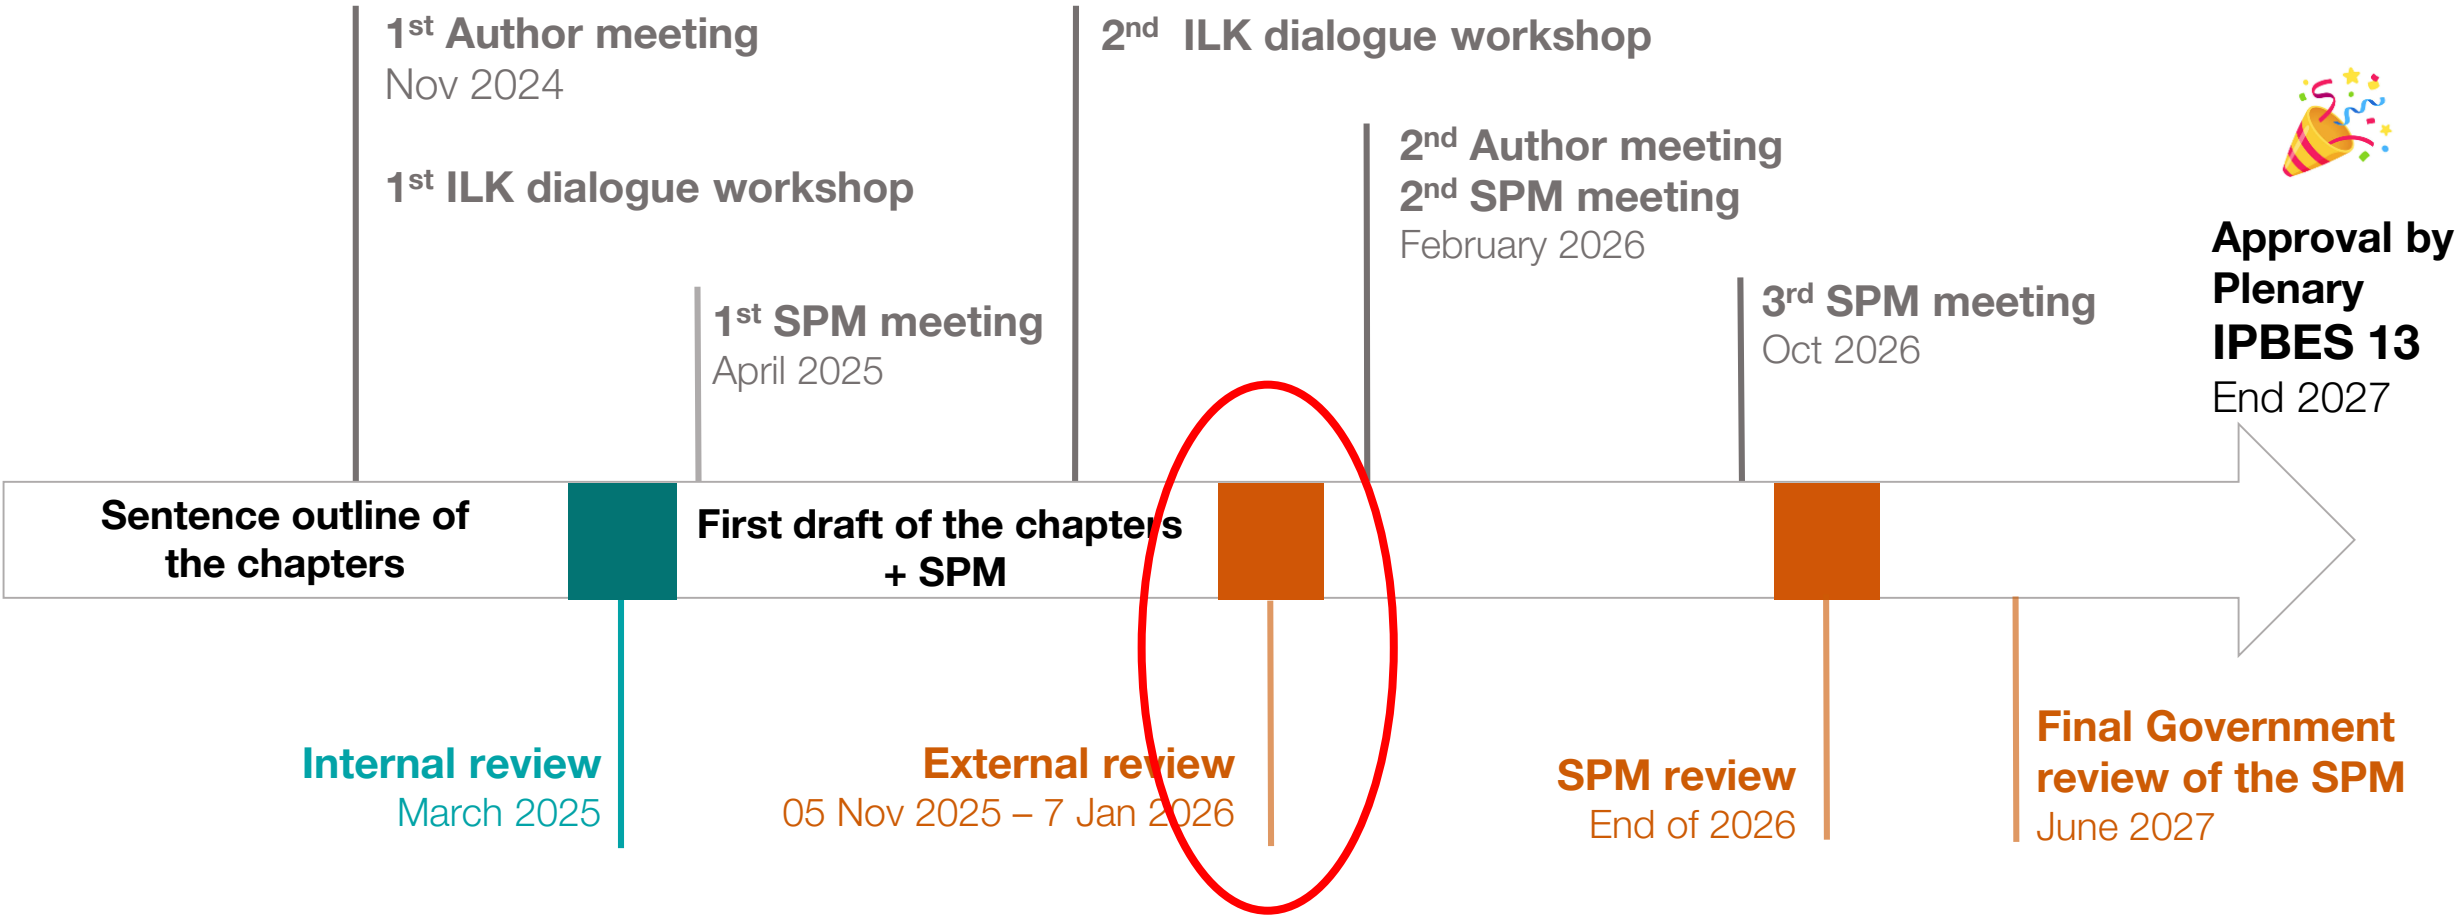 1st Author meeting
Nov 2024
1st ILK dialogue workshop
1st SPM meeting
April 2025
2nd ILK dialogue workshop
2nd Author meeting
2nd SPM meeting
February 2026
3rd SPM meeting
Oct 2026
Approval by
Plenary
IPBES 13
End 2027
Sentence outline of
the chapters
First draft of the chapters
+ SPM
Internal review
March 2025
External review
05 Nov 2025 – 7 Jan 2026
SPM review
End of 2026
Final Government
review of the SPM
June 2027